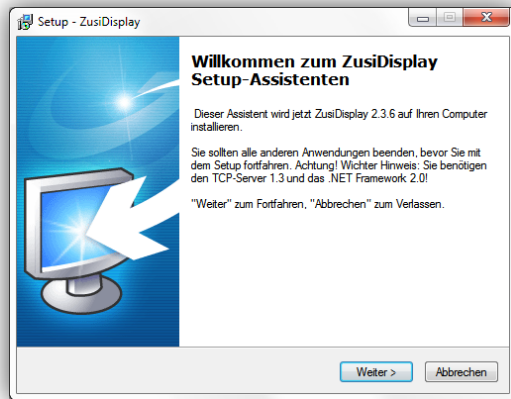 Setup - ZusiDisplay
Willkommen zum ZusiDisplay
Setup-Assistenten
Dieser Assistent wird jetzt ZusiDisplay 2.3.6 auf Ihren Computer
installieren.
Sie sollten alle anderen Anwendungen beenden, bevor Sie mit
dem Setup fortfahren. Achtung! Wichter Hinweis: Sie benötigen
den TCP-Server 1.3 und das .NET Framework 2.0!
"Weiter" zum Fortfahren, "Abbrechen" zum Verlassen.
Weiter >
Abbrechen